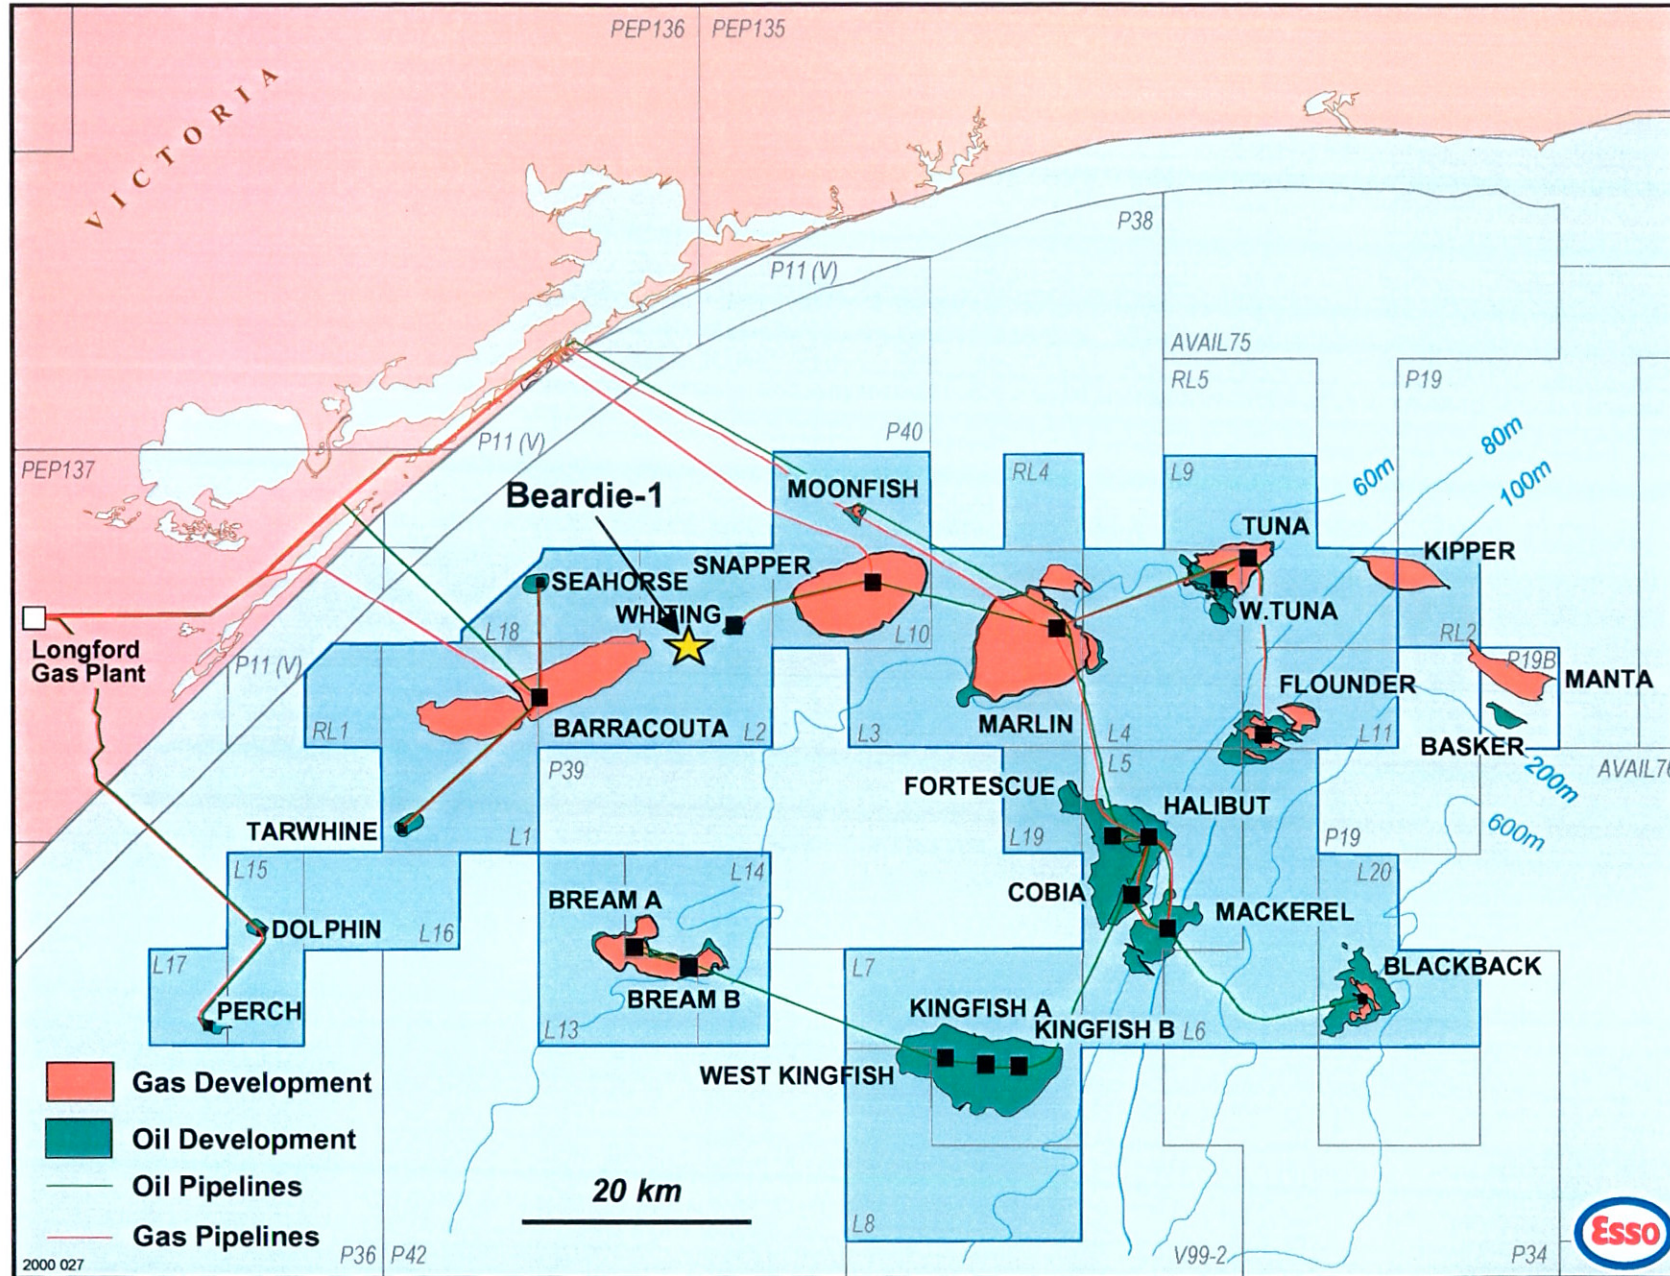 PEP136
PEP135
VICTORIA
P38
P11 (V)
AVAIL75
RL5
P19
P40
P11 (V)
80m
PEP137
60m
100m
RL4
L9
Beardie-1
MOONFISH
TUNA
KIPPER
SNAPPER
SEAHORSE
WHITING
W.TUNA
L18
L10
RL2
Longford
Gas Plant
P11 (V)
P19B
MANTA
FLOUNDER
RL1
BARRACOUTA
L2
L3
MARLIN
L4
L11
BASKER
P39
L5
200m
AVAIL76
FORTESCUE
HALIBUT
TARWHINE
L1
L19
P19
600m
L15
L14
L20
COBIA
BREAM A
MACKEREL
DOLPHIN
L16
L17
L7
BLACKBACK
PERCH
BREAM B
KINGFISH A
L13
KINGFISH B
L6
WEST KINGFISH
Gas Development
Oil Development
Oil Pipelines
20 km
Gas Pipelines
L8
Esso
2000 027
P36
P42
V99-2
P34